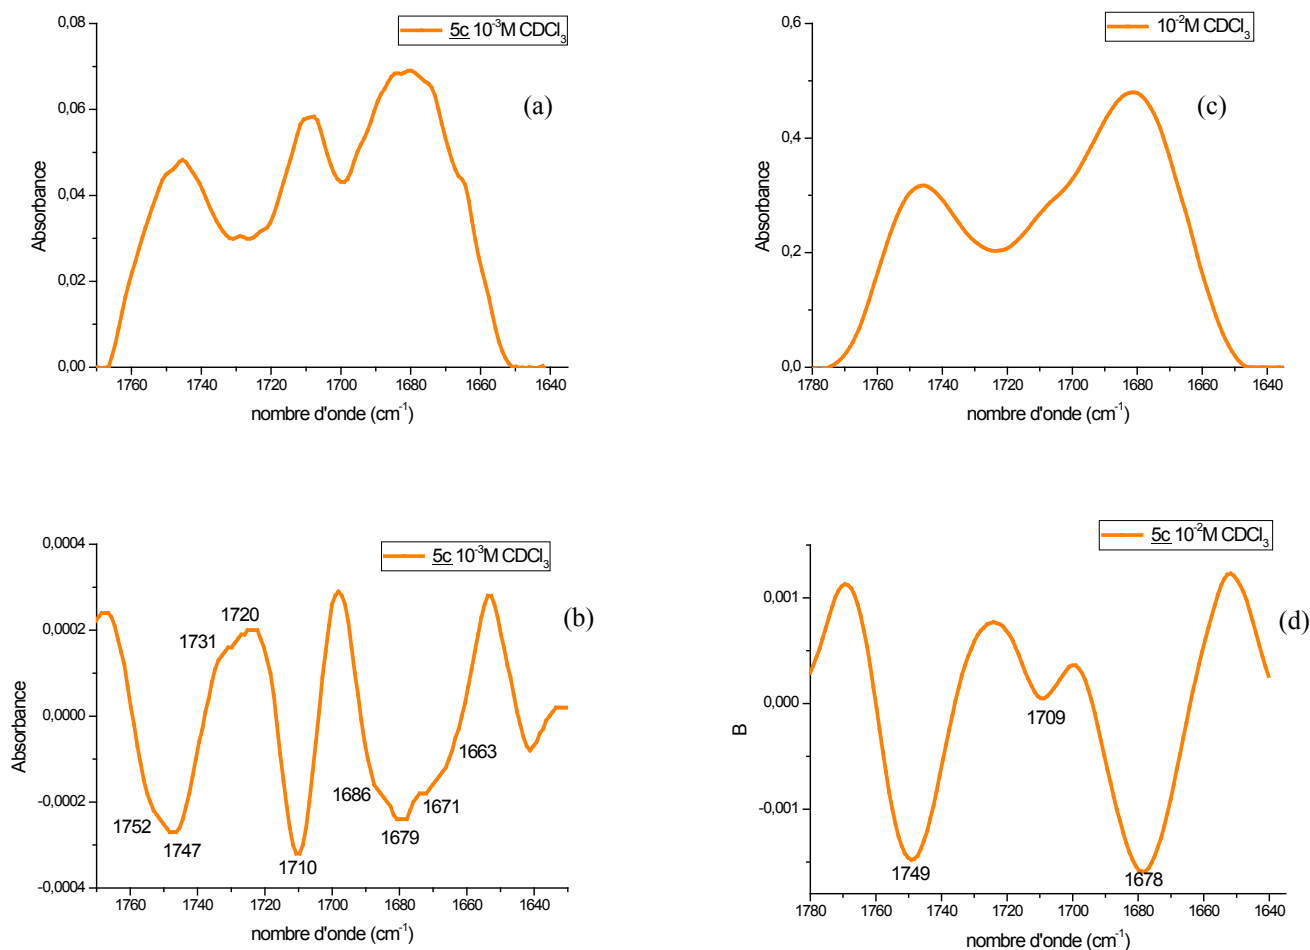 0,08
5c 10⁻³M CDCl₃
(a)
0,06
Absorbance
0,04
0,02
0,00
1760 1740 1720 1700 1680 1660 1640
nombre d'onde (cm⁻¹)
0,6
10⁻²M CDCl₃
(c)
0,4
Absorbance
0,2
0,0
1780 1760 1740 1720 1700 1680 1660 1640
nombre d'onde (cm⁻¹)
0,0004
5c 10⁻³M CDCl₃
(b)
0,0002
1731
1720
Absorbance
0,0000
1663
-0,0002
1752
1747
1686
1671
1679
1710
-0,0004
1760 1740 1720 1700 1680 1660 1640
nombre d'onde (cm⁻¹)
5c 10⁻²M CDCl₃
(d)
0,001
B
0,000
1709
-0,001
1749
1678
1780 1760 1740 1720 1700 1680 1660 1640
nombre d'onde (cm⁻¹)